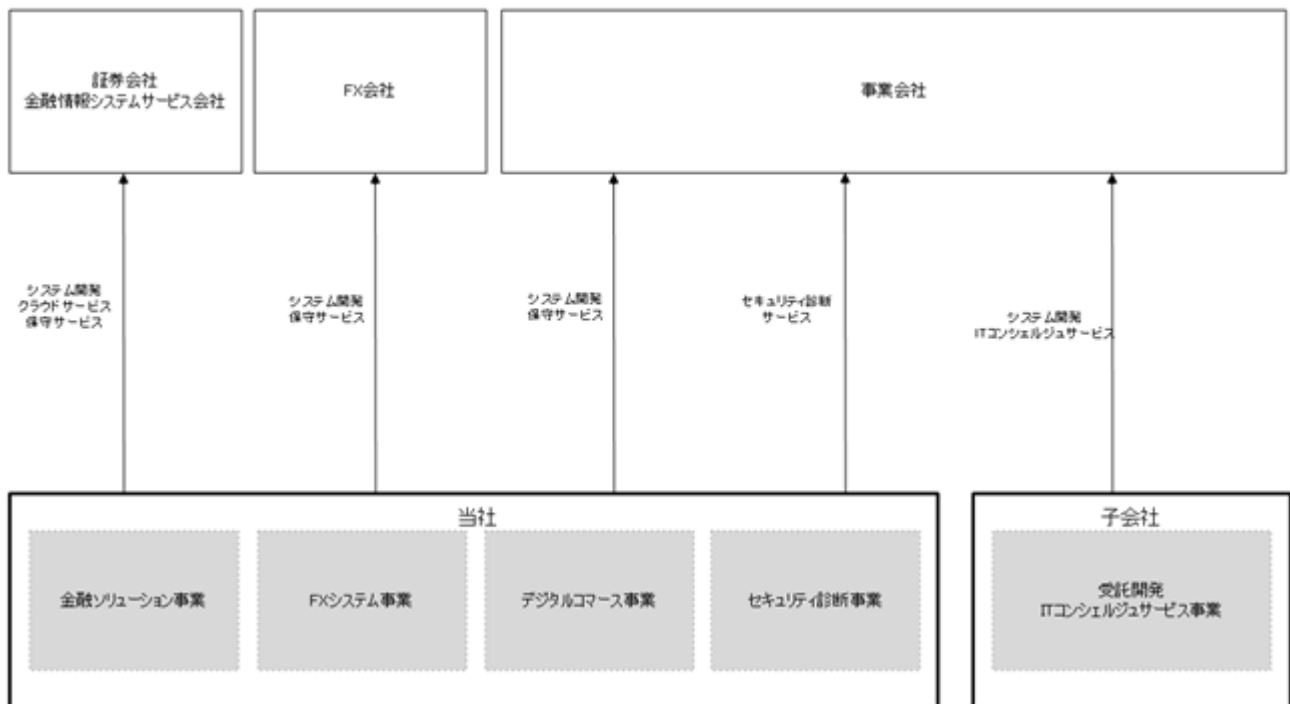 証券会社
金融情報システムサービス会社
FX会社
事業会社
システム開発
クラウドサービス
保守サービス
システム開発
保守サービス
システム開発
保守サービス
セキュリティ診断
サービス
システム開発
ITコンシェルジュサービス
当社
金融ソリューション事業
FXシステム事業
デジタルコマース事業
セキュリティ診断事業
子会社
受託開発
ITコンシェルジュサービス事業